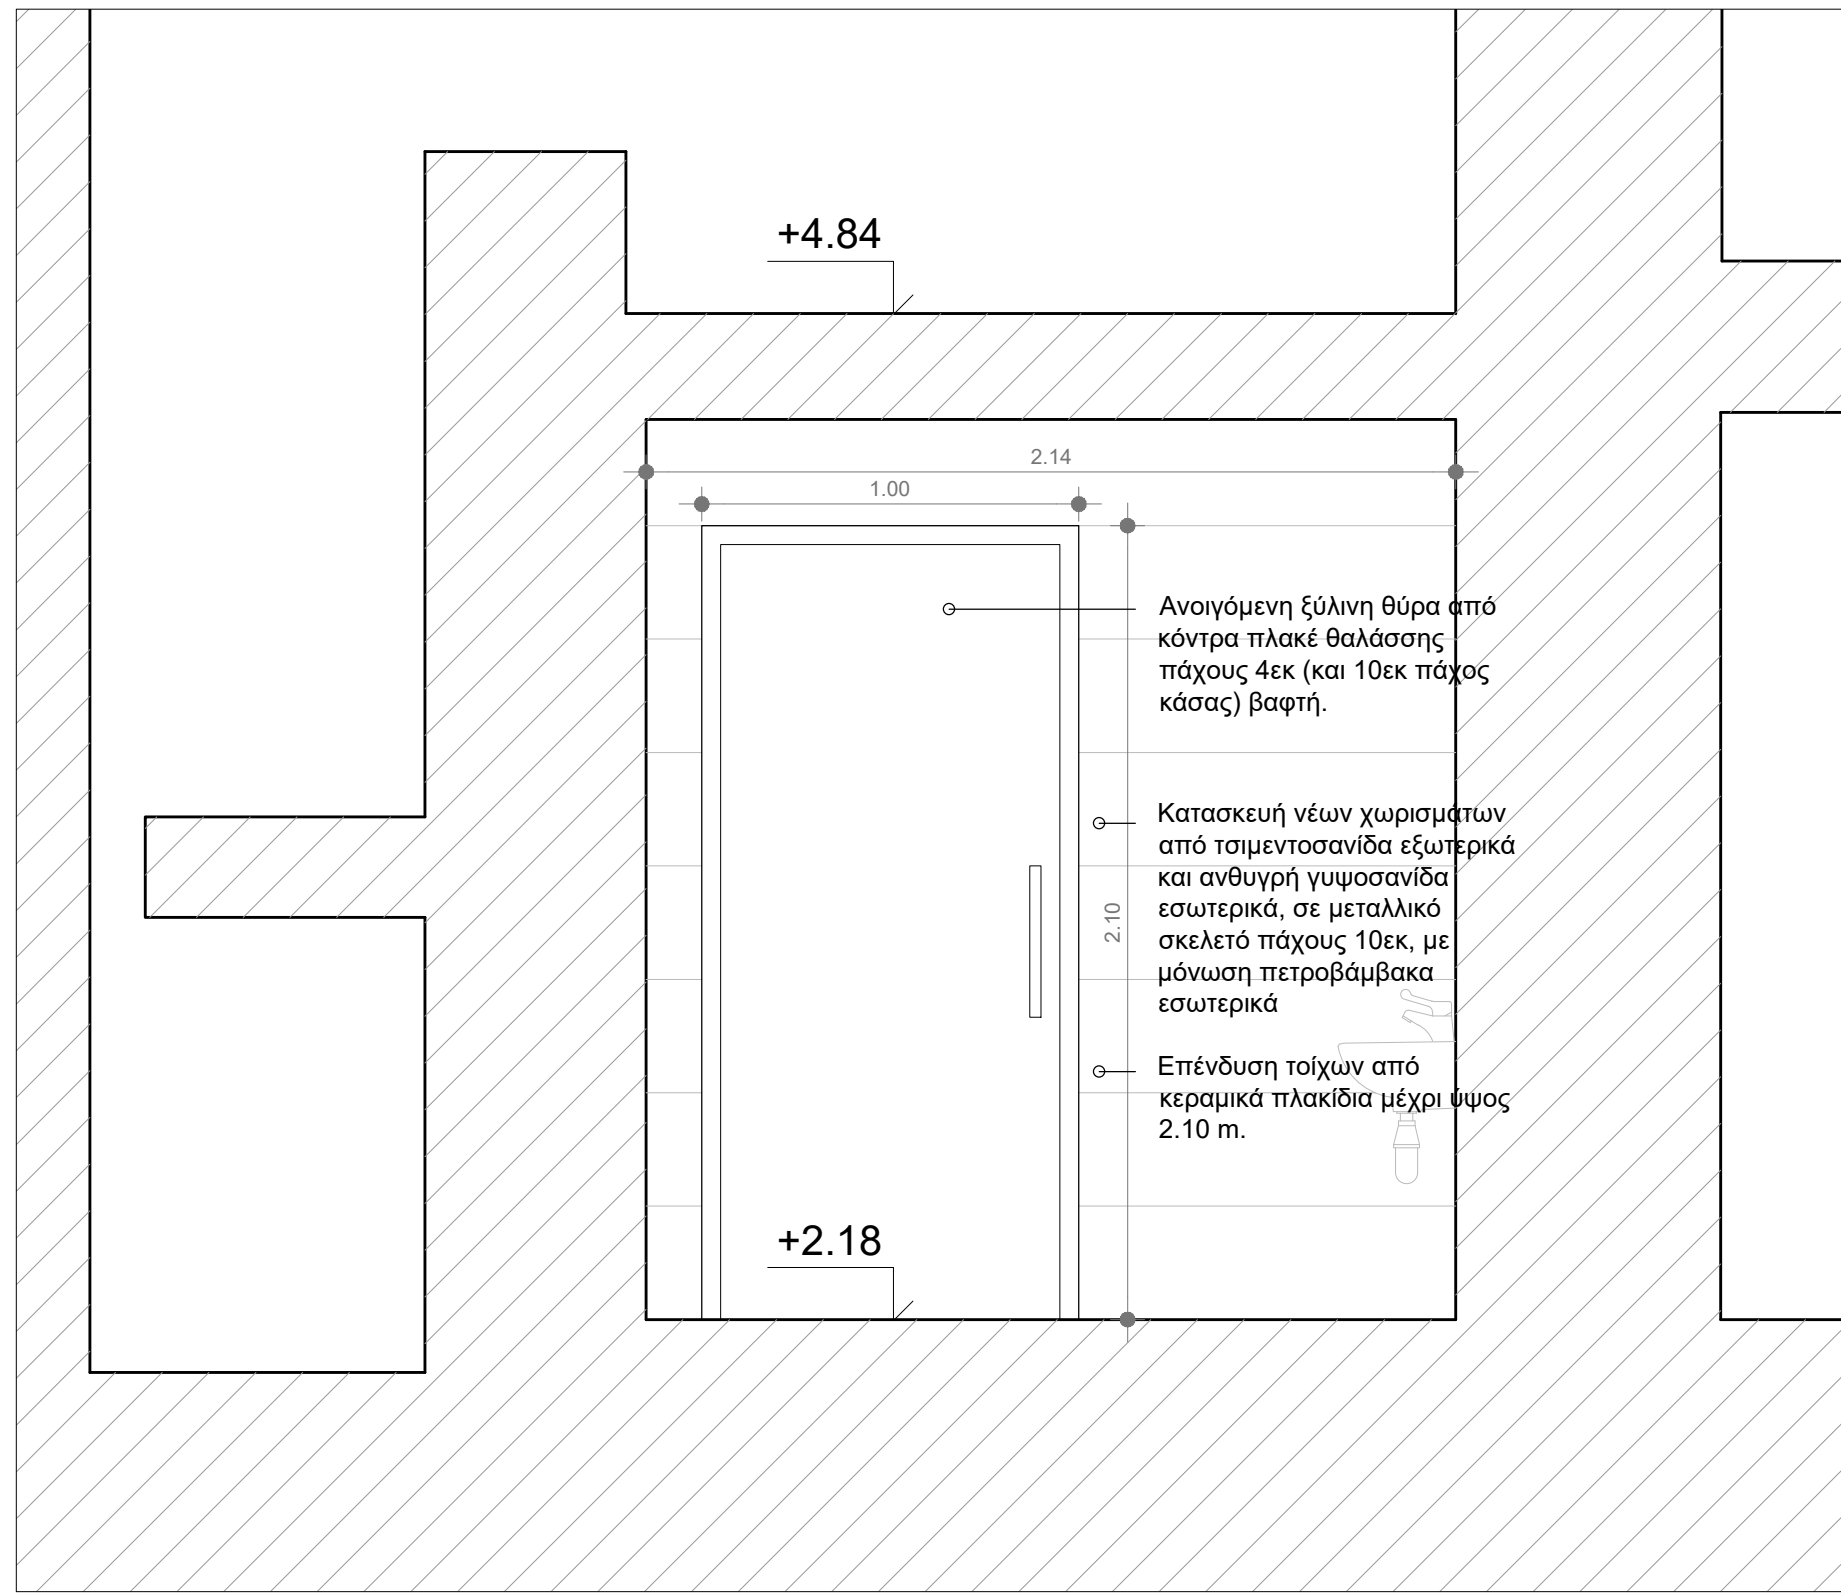 +4.84
2.14
1.00
Ανοιγόμενη ξύλινη θύρα από
κόντρα πλακέ θαλάσσης
πάχους 4εκ (και 10εκ πάχος
κάσας) βαφτή.
Κατασκευή νέων χωρισμάτων
από τσιμεντοσανίδα εξωτερικά
και ανθυγρή γυψοσανίδα
εσωτερικά, σε μεταλλικό
σκελετό πάχους 10εκ, με
μόνωση πετροβάμβακα
εσωτερικά
2.10
Επένδυση τοίχων από
κεραμικά πλακίδια μέχρι ύψος
2.10 m.
+2.18